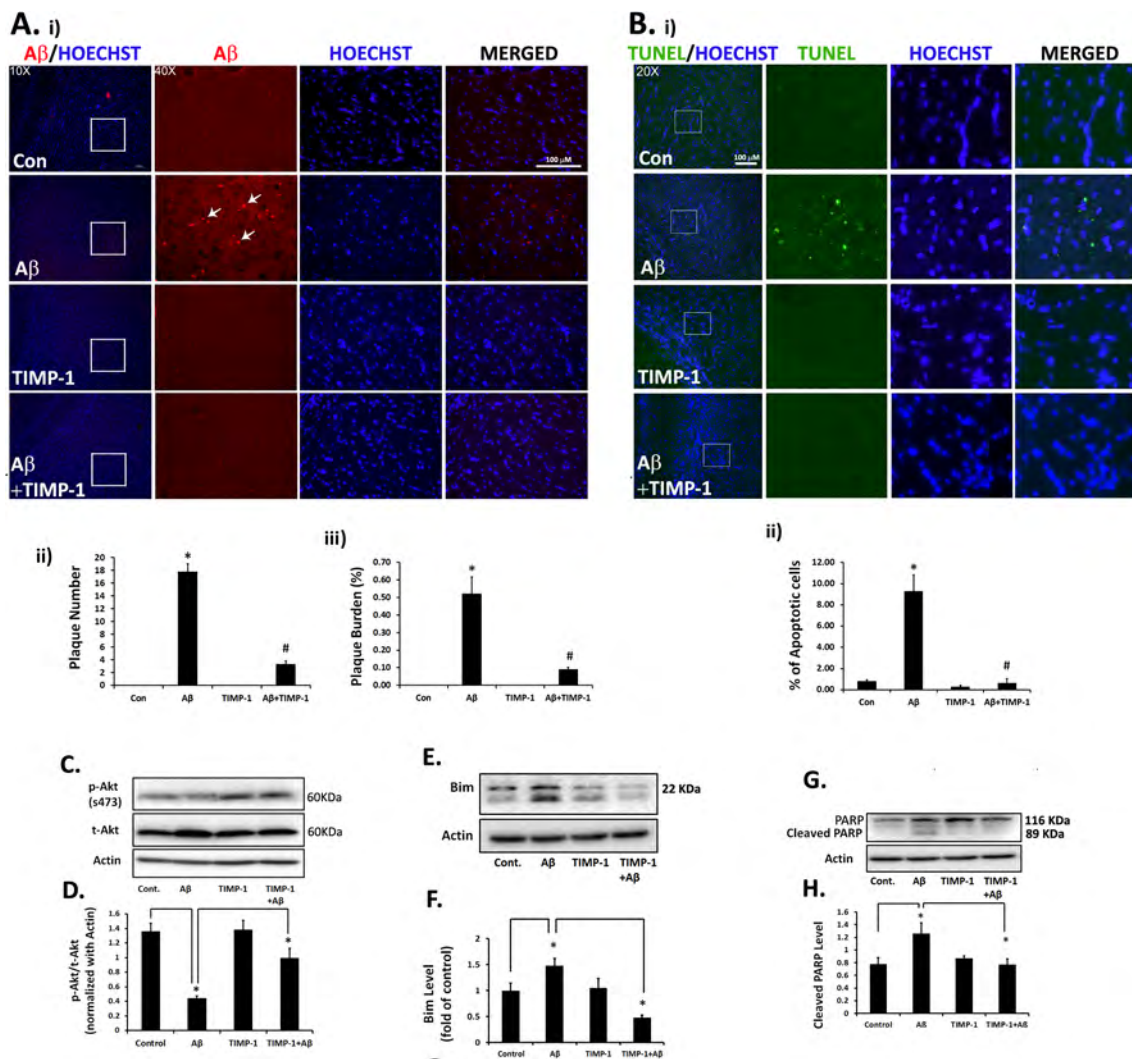 A. i)
Aβ/HOECHST Aβ HOECHST MERGED
10X 40X
Con
100 µM
Aβ
TIMP-1
Aβ
+TIMP-1
B. i)
TUNEL/HOECHST TUNEL HOECHST MERGED
20X
Con
100 µM
Aβ
TIMP-1
Aβ
+TIMP-1
ii)
Plaque Number
20
18
16
14
12
10
8
6
4
2
0
*
#
Con Aβ TIMP-1 Aβ+TIMP-1
iii)
Plaque Burden (%)
0.70
0.60
0.50
0.40
0.30
0.20
0.10
0.00
*
#
Con Aβ TIMP-1 Aβ+TIMP-1
ii)
% of Apoptotic cells
12.00
10.00
8.00
6.00
4.00
2.00
0.00
*
#
Con Aβ TIMP-1 Aβ+TIMP-1
C.
p-Akt
(s473)
60KDa
t-Akt 60KDa
Actin
Cont. Aβ TIMP-1 TIMP-1
+Aβ
D.
p-Akt/t-Akt
(normalized with Actin)
1.6
1.4
1.2
1
0.8
0.6
0.4
0.2
0
*
*
Control Aβ TIMP-1 TIMP-1+Aβ
E.
Bim 22 KDa
Actin
Cont. Aβ TIMP-1 TIMP-1
+Aβ
F.
Bim Level
(fold of control)
2
1.5
1
0.5
0
*
*
Control Aβ TIMP-1 TIMP-1+Aβ
G.
PARP 116 KDa
Cleaved PARP 89 KDa
Actin
Cont. Aβ TIMP-1 TIMP-1
+Aβ
H.
Cleaved PARP Level
1.8
1.6
1.4
1.2
1
0.8
0.6
0.4
0.2
0
*
*
Control Aβ TIMP-1 TIMP-1+Aβ